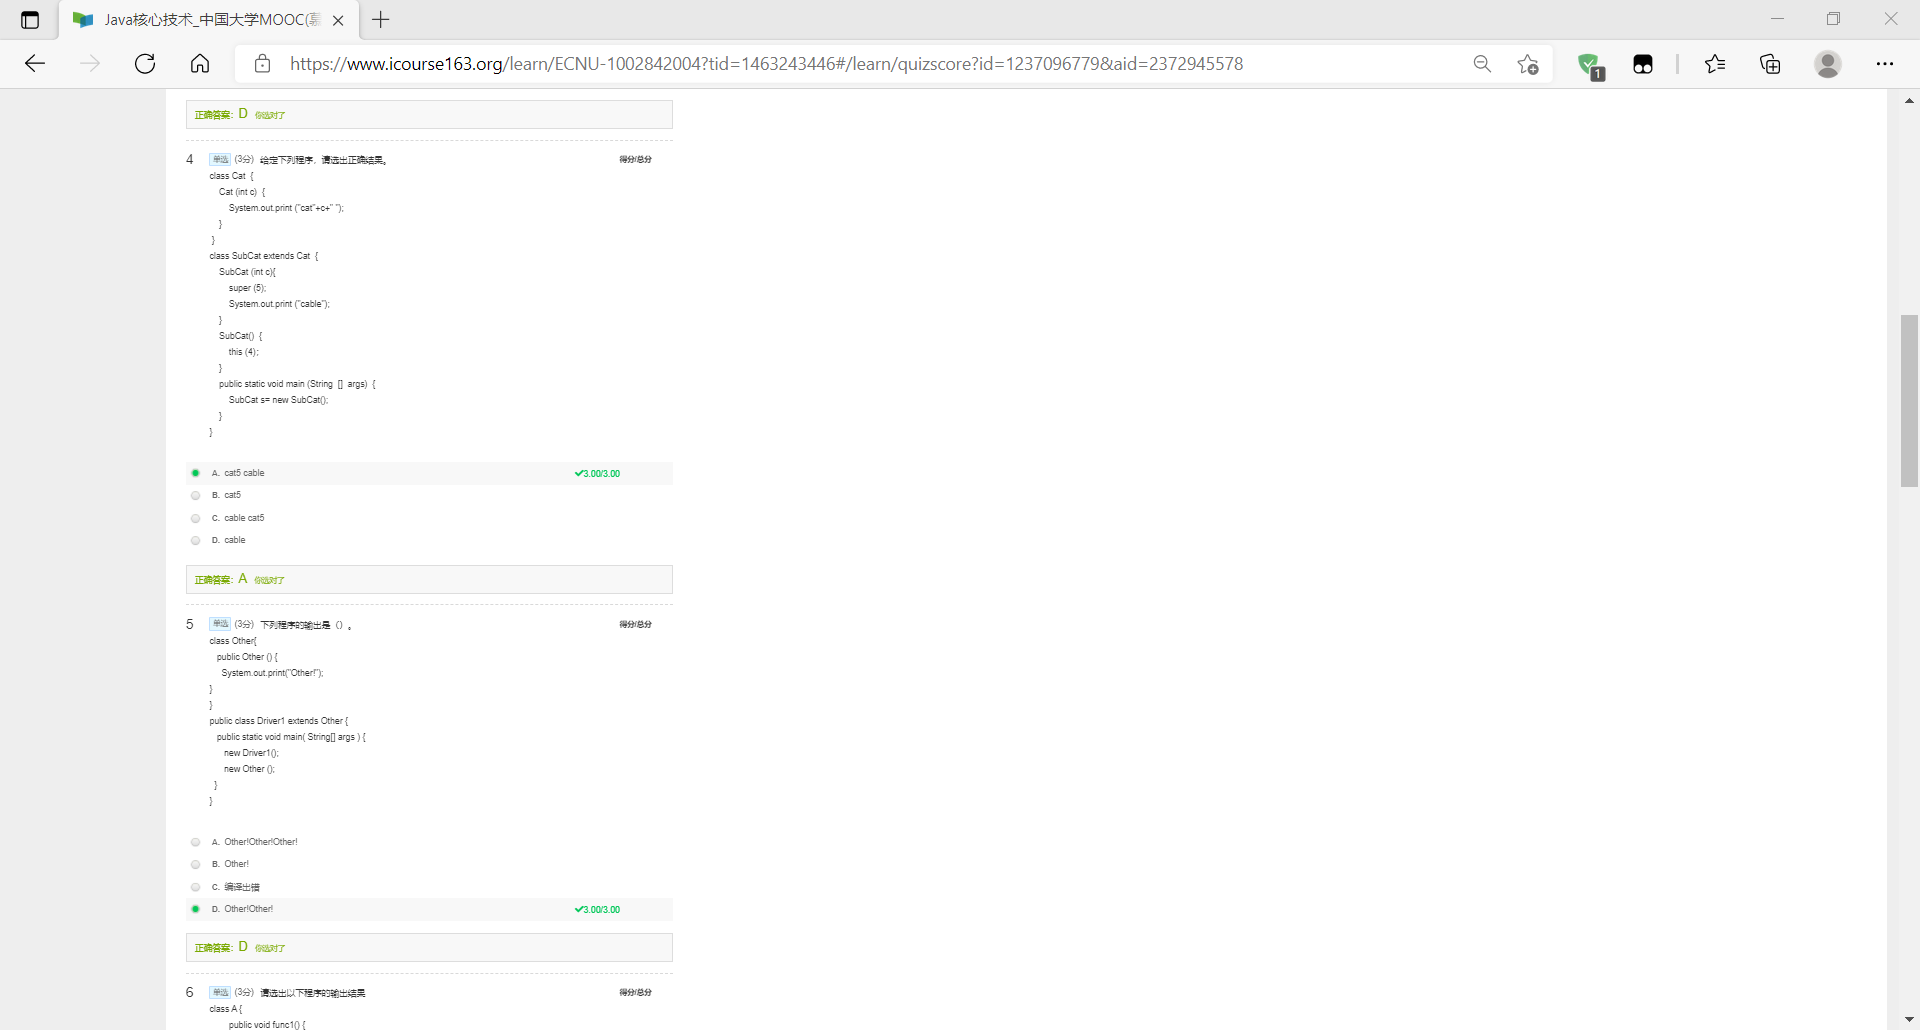 Java核心技术_中国大学MOOC(慕
https://www.icourse163.org/learn/ECNU-1002842004?tid=1463243446#/learn/quizscore?id=1237096779&aid=2372945578
1
正确答案：D 你选对了
4 单选 (3分) 给定下列程序，请选出正确结果。 得分/总分
class Cat {
Cat (int c) {
System.out.print ("cat"+c+" ");
}
}
class SubCat extends Cat {
SubCat (int c){
super (5);
System.out.print ("cable");
}
SubCat() {
this (4);
}
public static void main (String [] args) {
SubCat s= new SubCat();
}
}
A. cat5 cable 3.00/3.00
B. cat5
C. cable cat5
D. cable
正确答案：A 你选对了
5 单选 (3分) 下列程序的输出是（）。 得分/总分
class Other{
public Other () {
System.out.print("Other!");
}
}
public class Driver1 extends Other {
public static void main( String[] args ) {
new Driver1();
new Other ();
}
}
A. Other!Other!Other!
B. Other!
C. 编译出错
D. Other!Other! 3.00/3.00
正确答案：D 你选对了
6 单选 (3分) 请选出以下程序的输出结果 得分/总分
class A {
public void func1() {